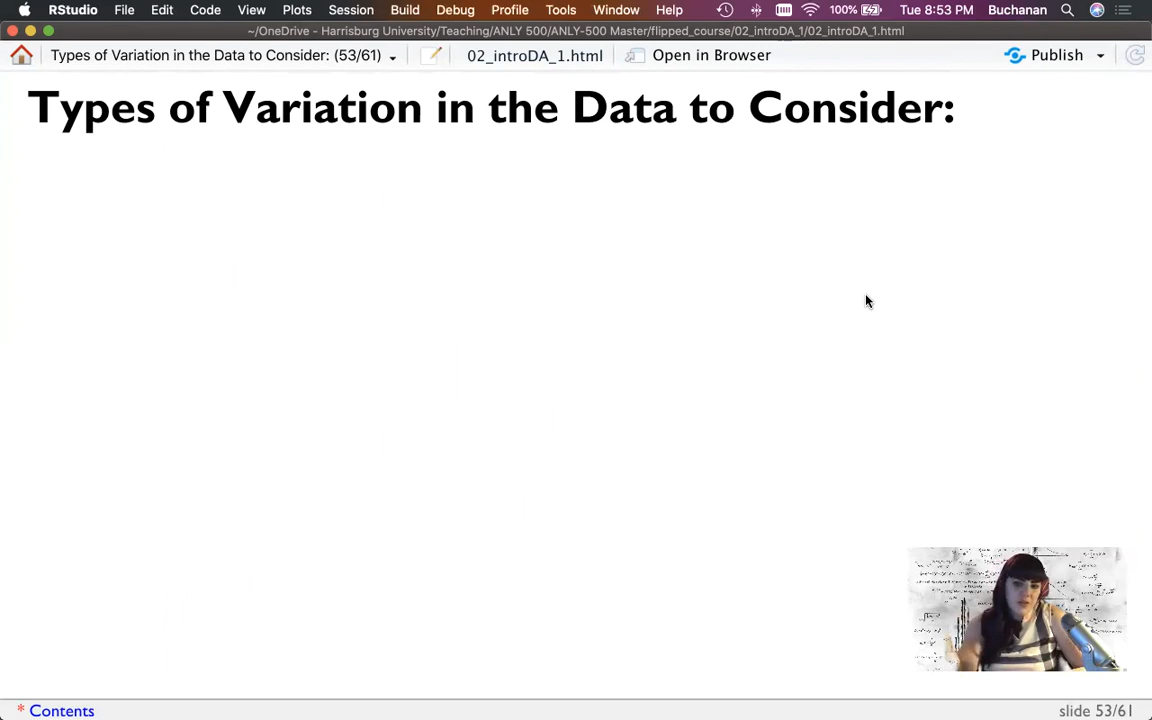 RStudio File Edit Code View Plots Session Build Debug Profile Tools Window Help 100% Tue 8:53 PM Buchanan
~/OneDrive - Harrisburg University/Teaching/ANLY 500/ANLY-500 Master/flipped_course/02_introDA_1/02_introDA_1.html
Types of Variation in the Data to Consider: (53/61) 02_introDA_1.html Open in Browser Publish
Types of Variation in the Data to Consider:
* Contents slide 53/61